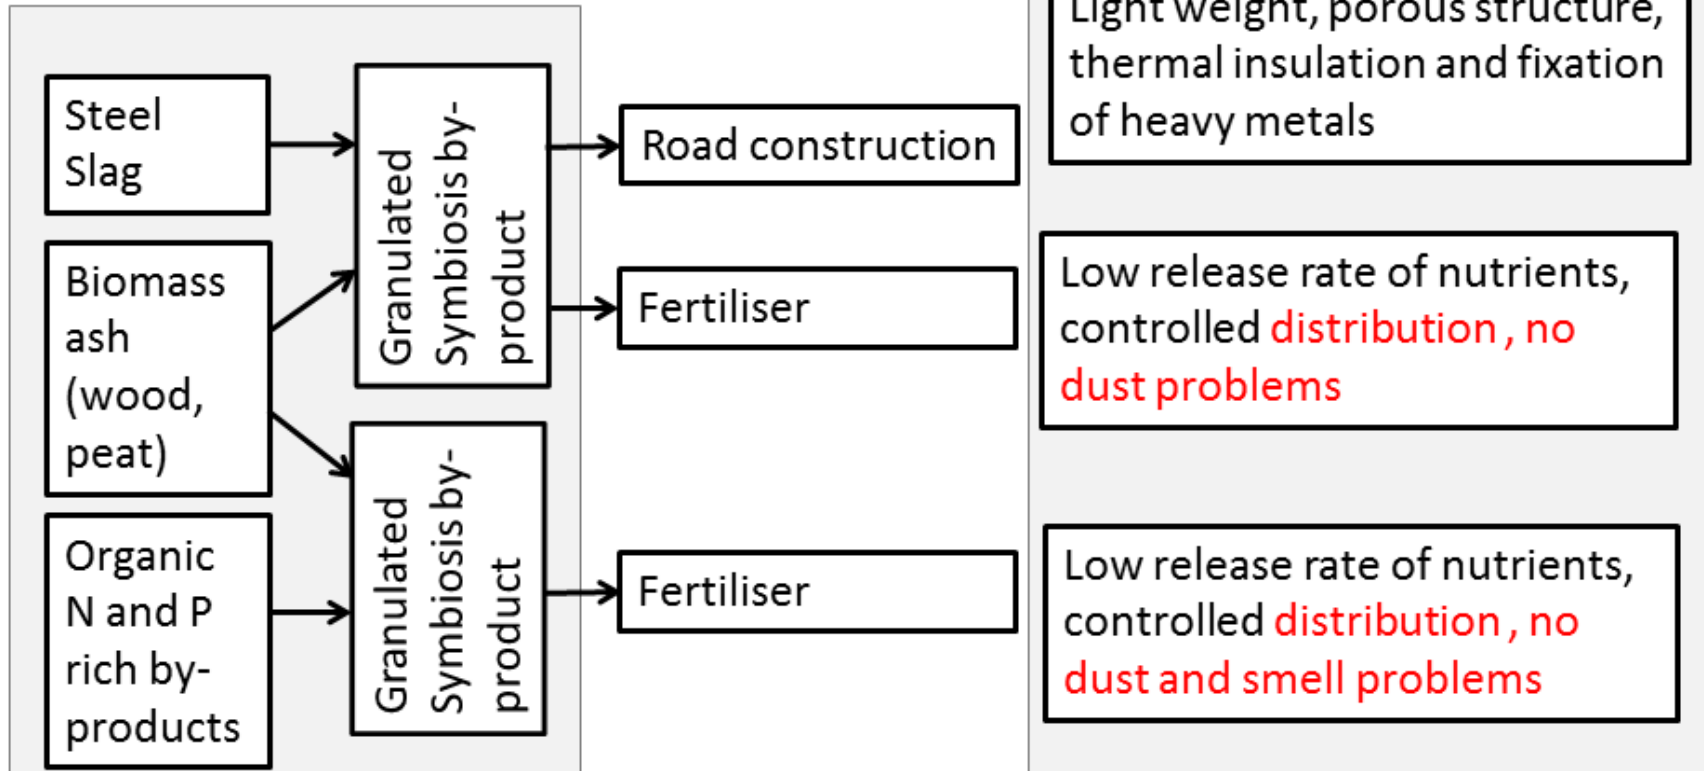 Steel
Slag
Biomass
ash
(wood,
peat)
Organic
N and P
rich by-
products
Granulated
Symbiosis by-
product
Granulated
Symbiosis by-
product
Road construction
Fertiliser
Fertiliser
Light weight, porous structure,
thermal insulation and fixation
of heavy metals
Low release rate of nutrients,
controlled distribution , no
dust problems
Low release rate of nutrients,
controlled distribution , no
dust and smell problems